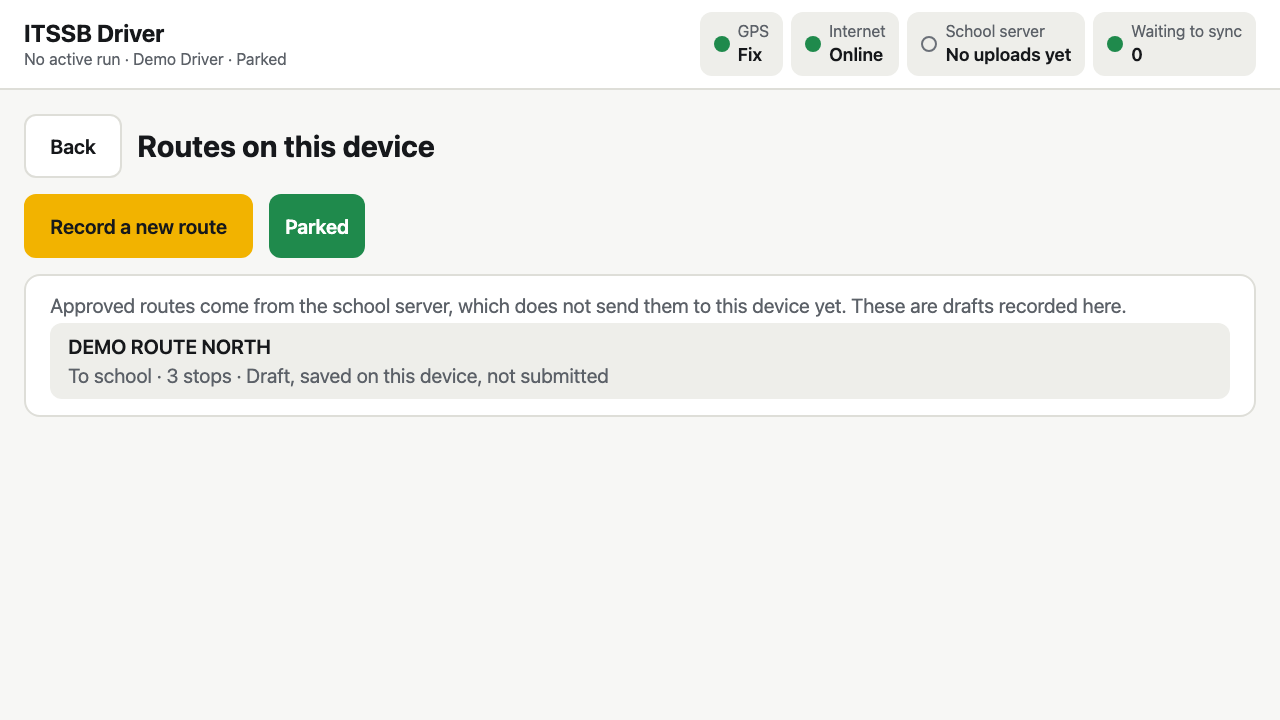 ITSSB Driver
No active run · Demo Driver · Parked
GPS
Fix
Internet
Online
School server
No uploads yet
Waiting to sync
0
Back
Routes on this device
Record a new route
Parked
Approved routes come from the school server, which does not send them to this device yet. These are drafts recorded here.
DEMO ROUTE NORTH
To school · 3 stops · Draft, saved on this device, not submitted